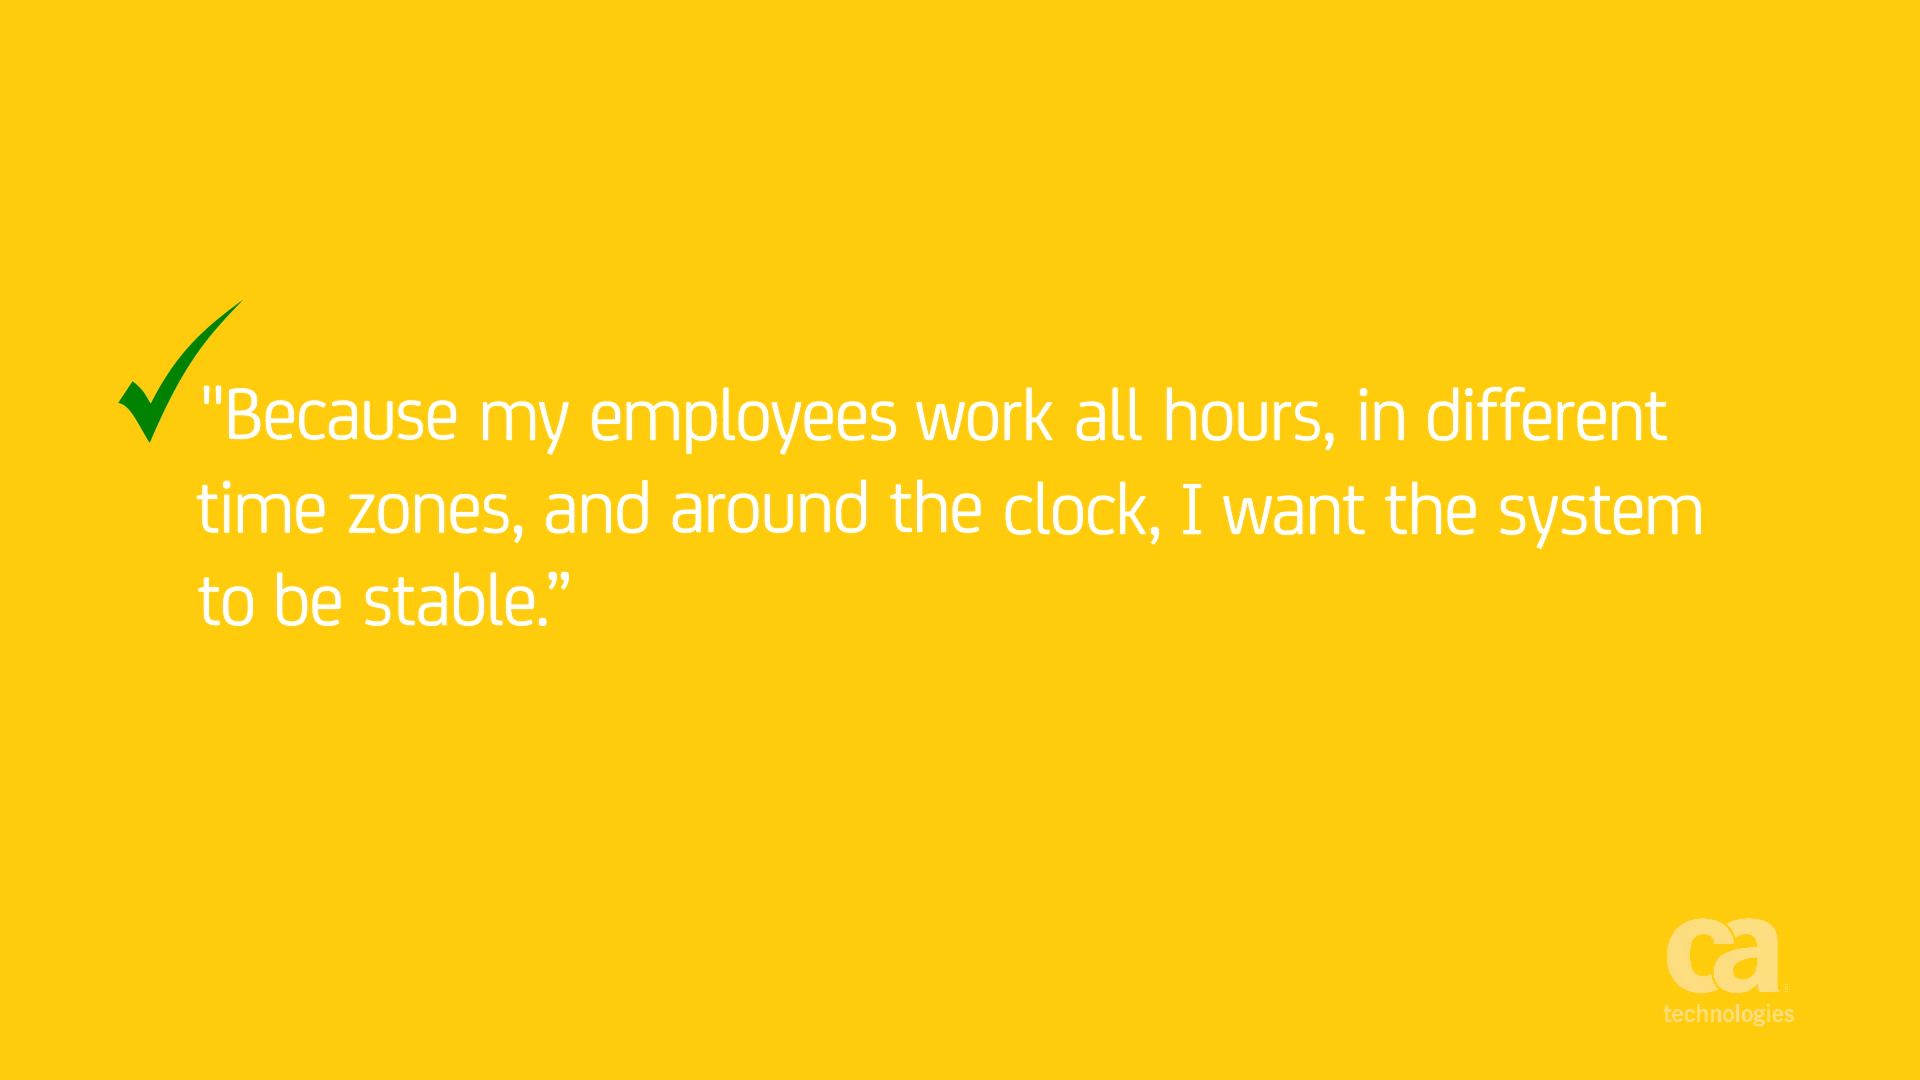 "Because my employees work all hours, in different
time zones, and around the clock, I want the system
to be stable.”
ca
technologies